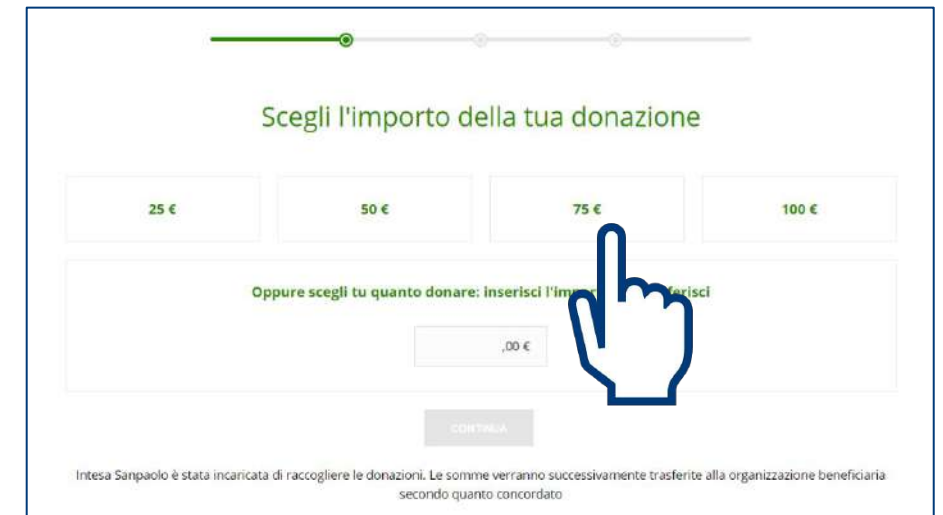 Scegli l'importo della tua donazione
25 €
50 €
75 €
100 €
Oppure scegli tu quanto donare: inserisci l'impor
,00 €
CONTINUA
Intesa Sanpaolo è stata incaricata di raccogliere le donazioni. Le somme verranno successivamente trasferite alla organizzazione beneficiaria
secondo quanto concordato